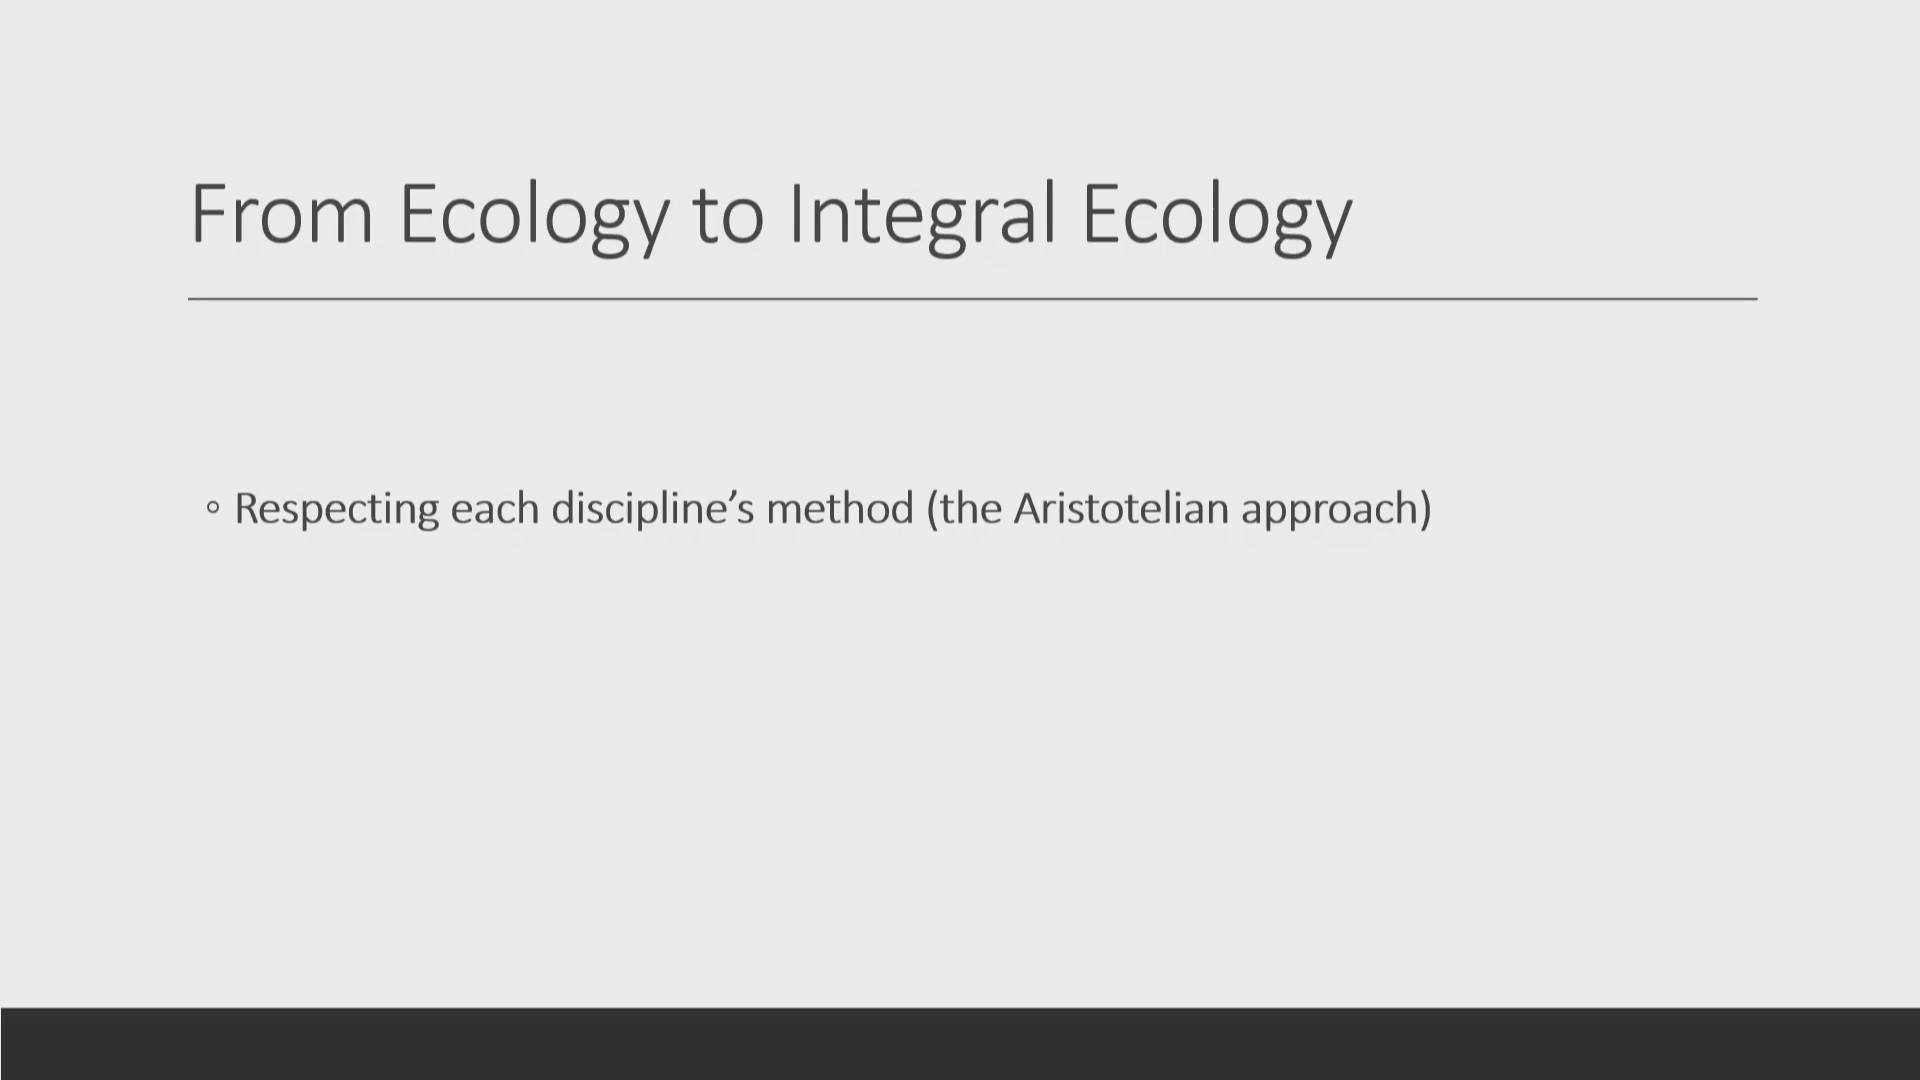 From Ecology to Integral Ecology
◦ Respecting each discipline’s method (the Aristotelian approach)